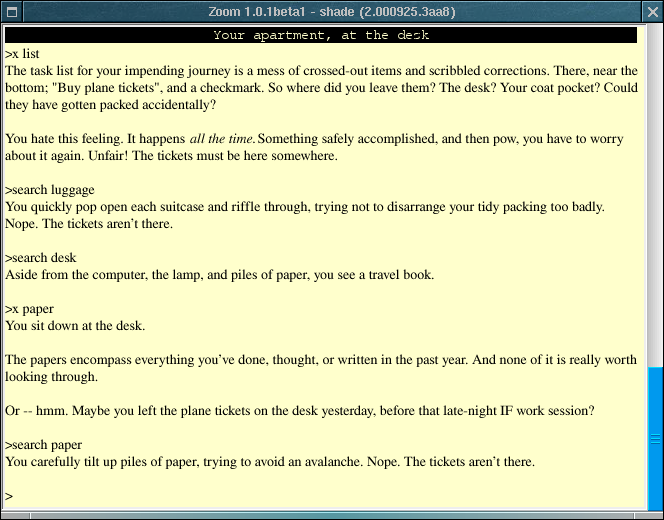 Zoom 1.0.1beta1 - shade (2.000925.3aa8)
Your apartment, at the desk
>x list
The task list for your impending journey is a mess of crossed-out items and scribbled corrections. There, near the
bottom; "Buy plane tickets", and a checkmark. So where did you leave them? The desk? Your coat pocket? Could
they have gotten packed accidentally?
You hate this feeling. It happens all the time. Something safely accomplished, and then pow, you have to worry
about it again. Unfair! The tickets must be here somewhere.
>search luggage
You quickly pop open each suitcase and riffle through, trying not to disarrange your tidy packing too badly.
Nope. The tickets aren't there.
>search desk
Aside from the computer, the lamp, and piles of paper, you see a travel book.
>x paper
You sit down at the desk.
The papers encompass everything you've done, thought, or written in the past year. And none of it is really worth
looking through.
Or -- hmm. Maybe you left the plane tickets on the desk yesterday, before that late-night IF work session?
>search paper
You carefully tilt up piles of paper, trying to avoid an avalanche. Nope. The tickets aren't there.
>